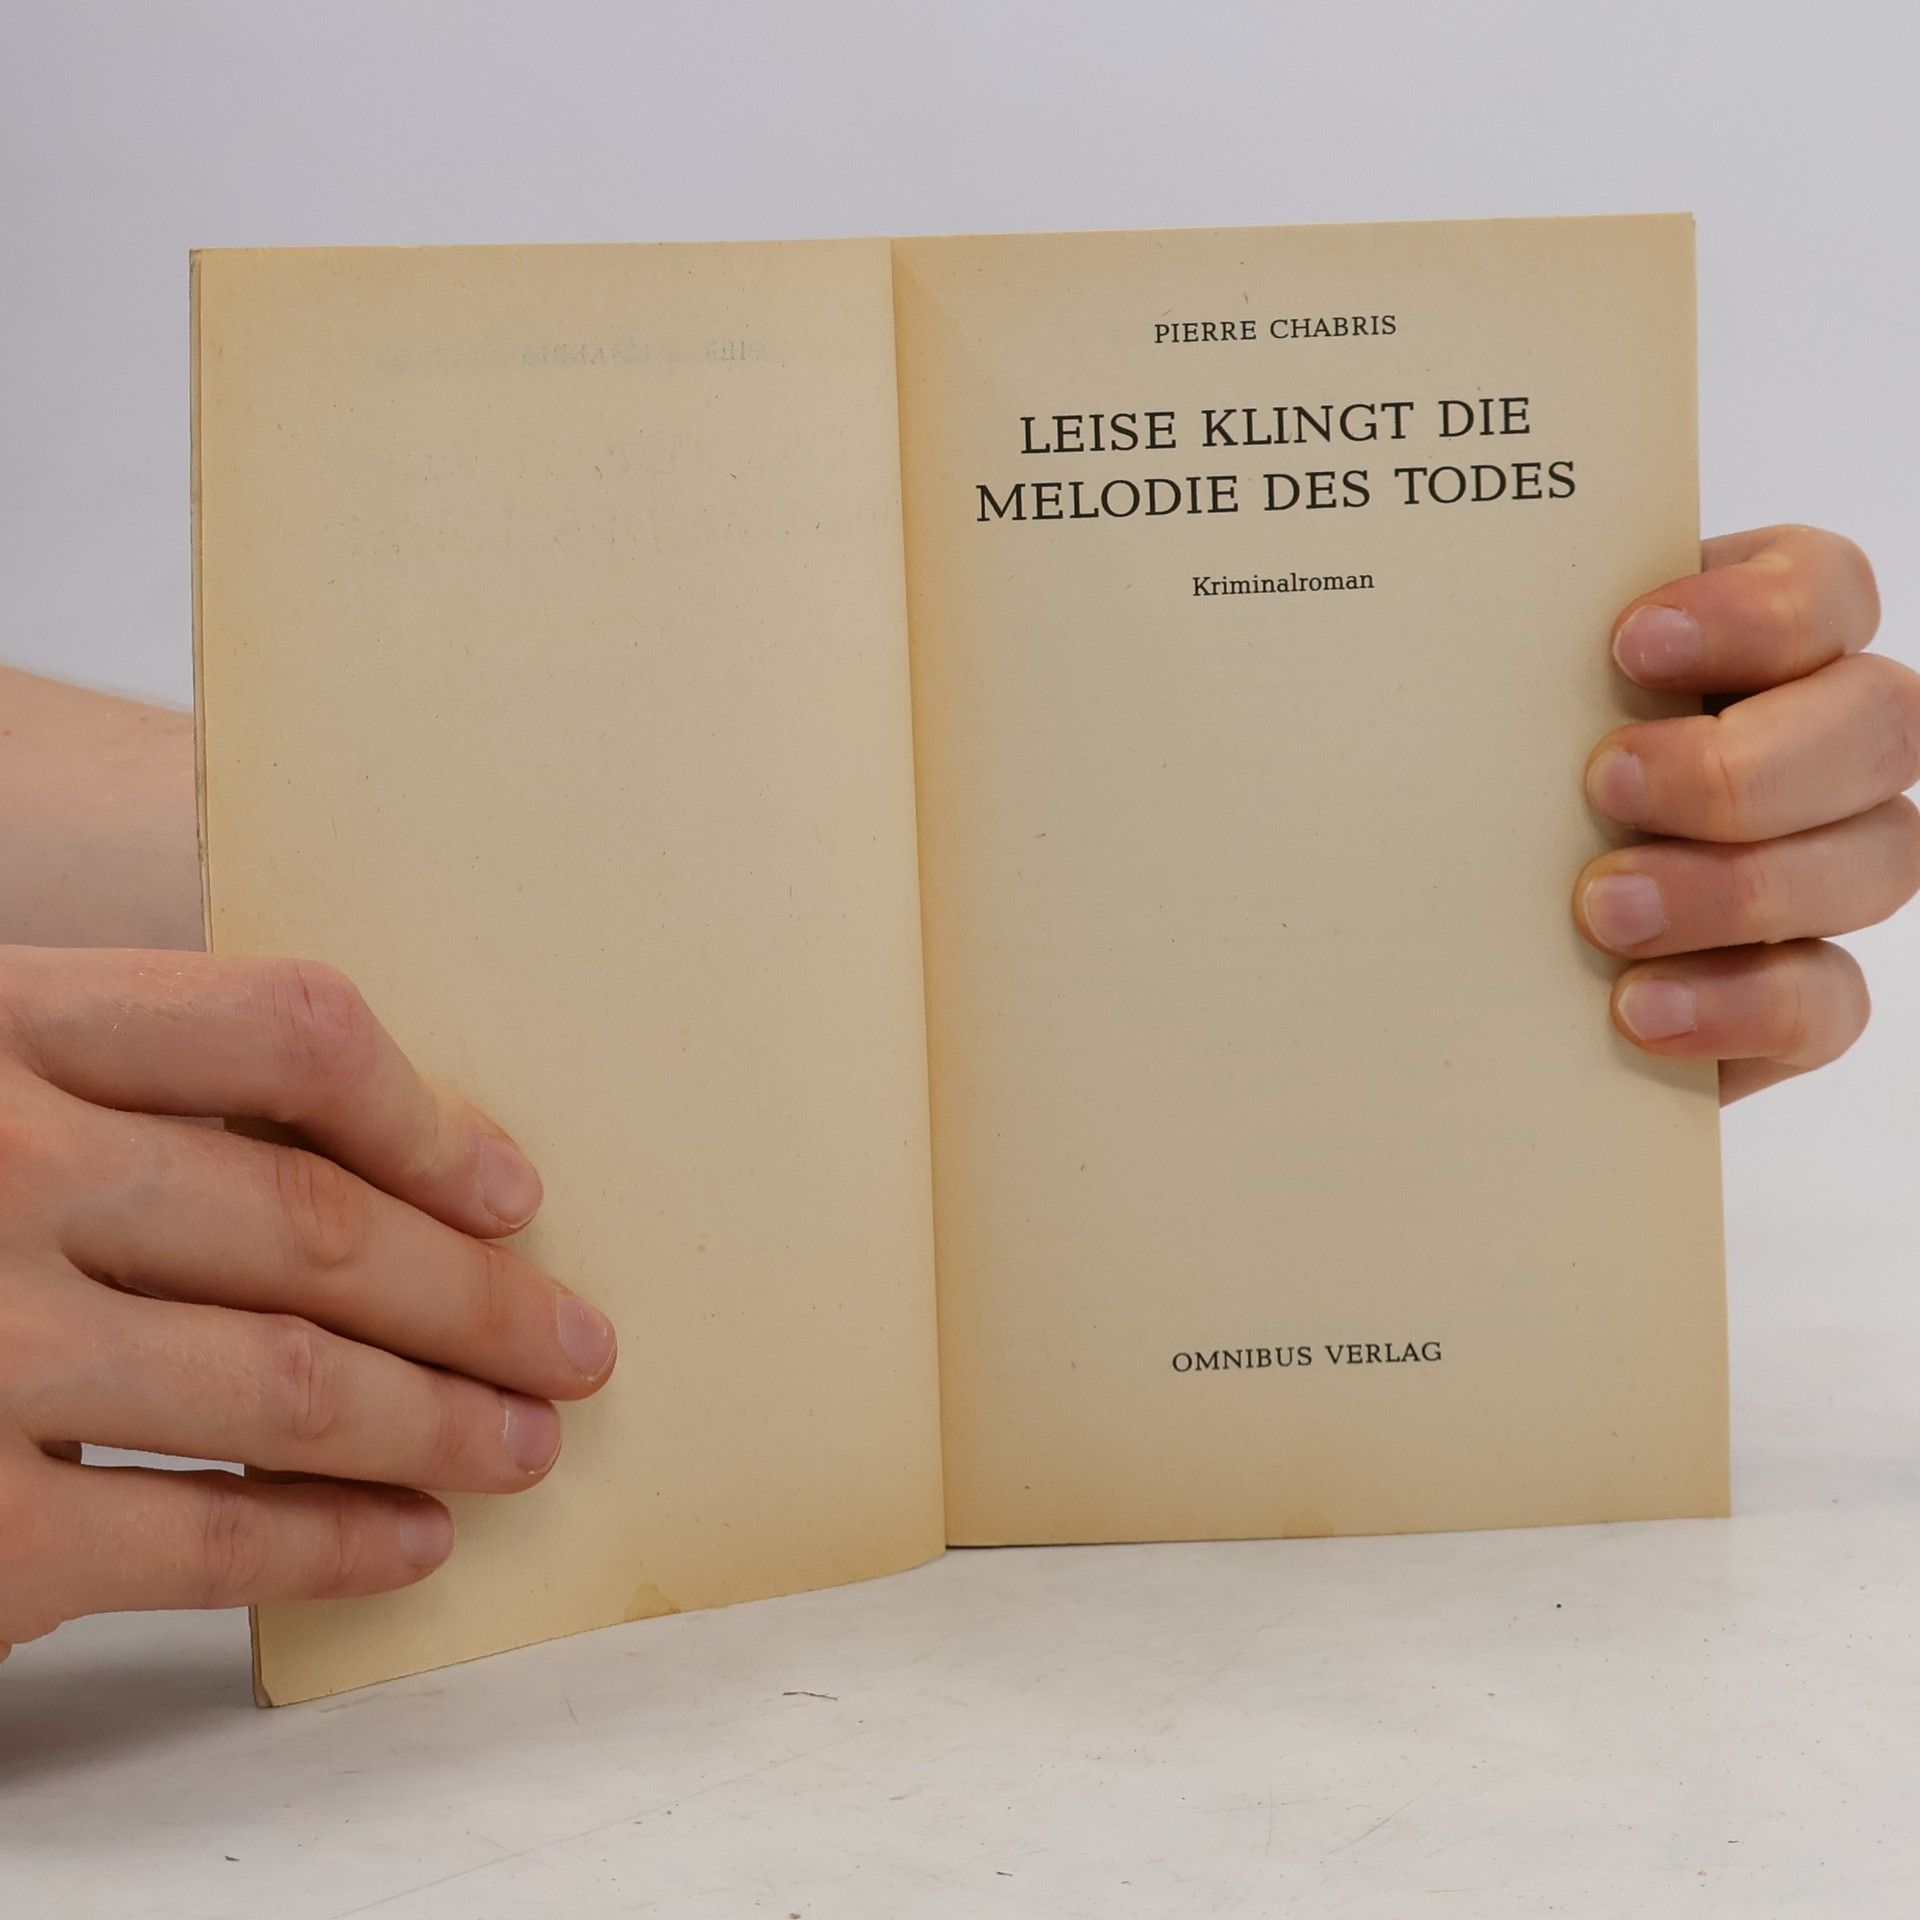 PIERRE CHABRIS
LEISE KLINGT DIE
MELODIE DES TODES
Kriminalroman
OMNIBUS VERLAG